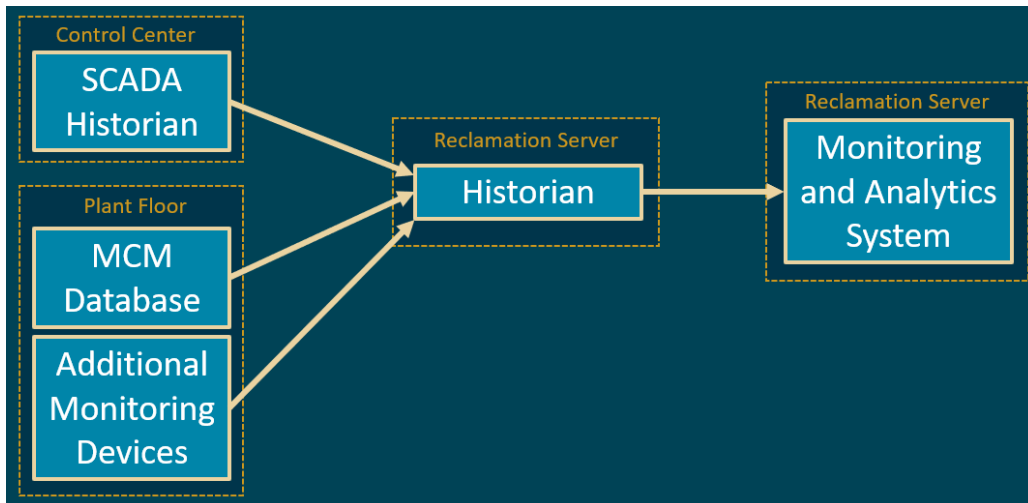 Control Center
SCADA
Historian
Plant Floor
MCM
Database
Additional
Monitoring
Devices
Reclamation Server
Historian
Reclamation Server
Monitoring
and Analytics
System